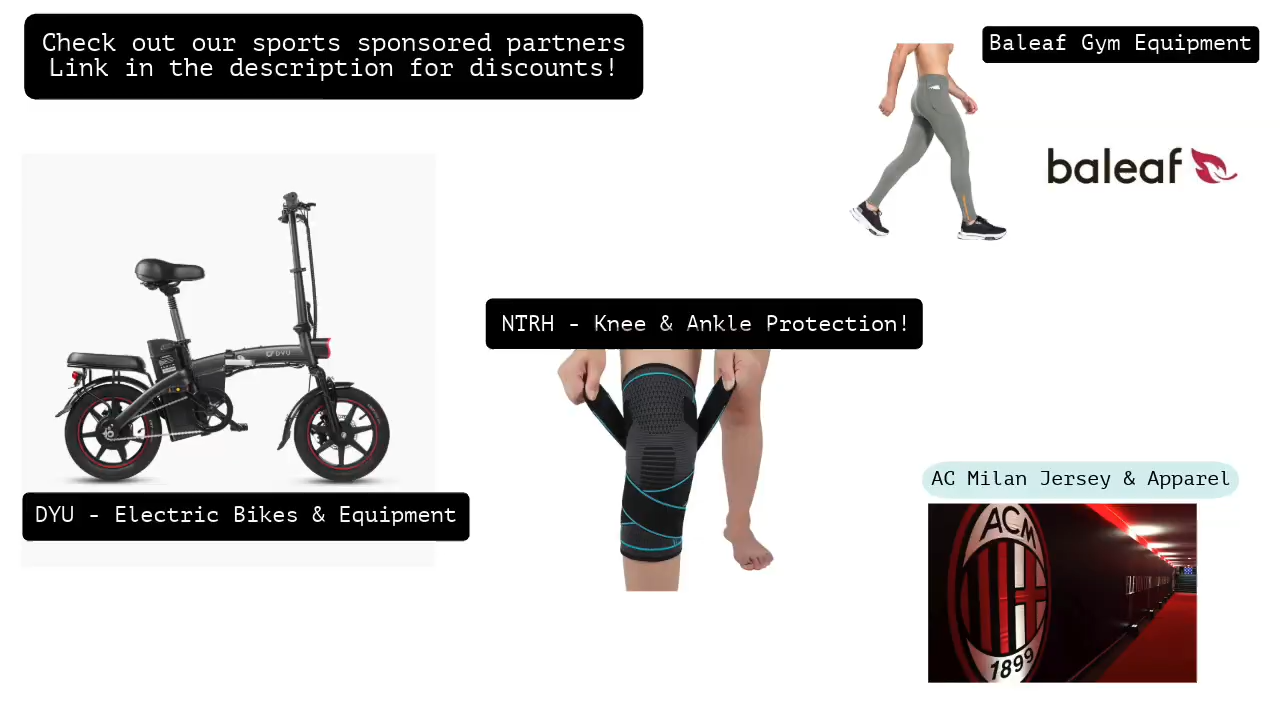 Check out our sports sponsored partners
Link in the description for discounts!
Baleaf Gym Equipment
baleaf
DYU
NTRH - Knee & Ankle Protection!
AC Milan Jersey & Apparel
DYU - Electric Bikes & Equipment
ACM
1899